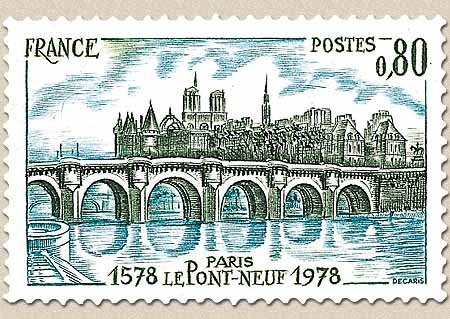 FRANCE POSTES
0,80
PARIS
1578 LE PONT-NEUF 1978
DECARIS